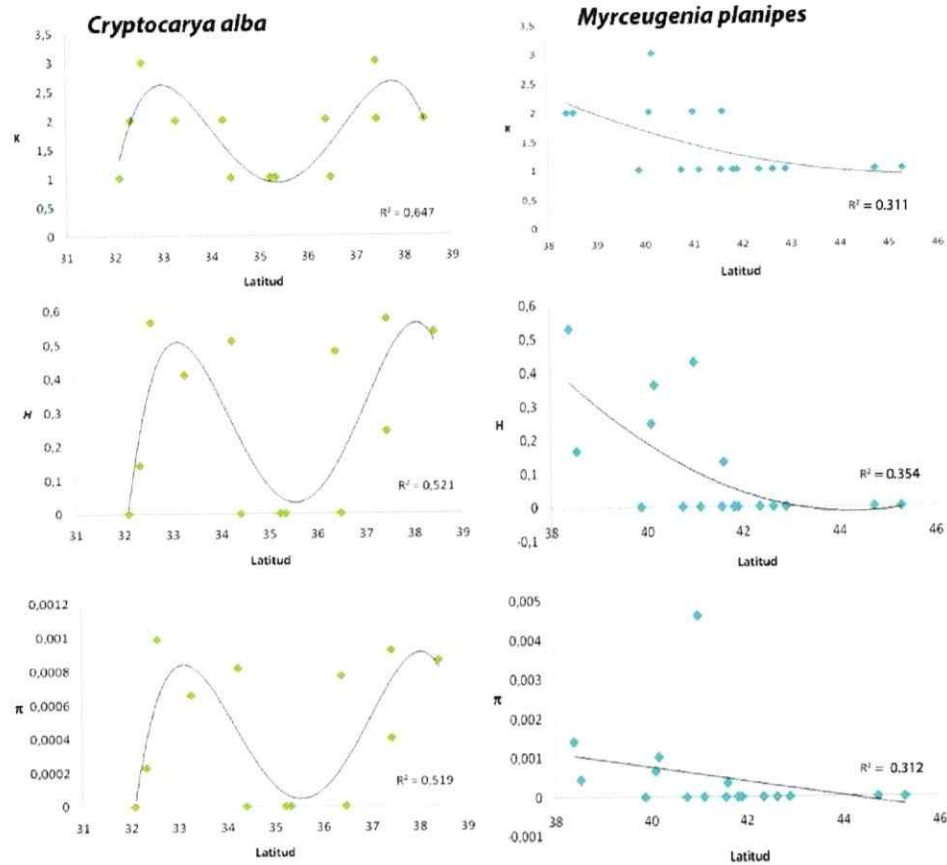 Cryptocarya alba
Myrceugenia planipes
3,5
3
2,5
2
1,5
1
0,5
0
K
31 32 33 34 35 36 37 38 39
Latitud
R² = 0,647
3,5
3
2,5
2
1,5
1
0,5
0
K
38 39 40 41 42 43 44 45 46
Latitud
R² = 0.311
0,6
0,5
0,4
0,3
0,2
0,1
0
H
31 32 33 34 35 36 37 38 39
Latitud
R² = 0,521
0,6
0,5
0,4
0,3
0,2
0,1
0
-0,1
H
38 40 42 44 46
Latitud
R² = 0.354
0,0012
0,001
0,0008
0,0006
0,0004
0,0002
0
π
31 32 33 34 35 36 37 38 39
Latitud
R² = 0,519
0,005
0,004
0,003
0,002
0,001
0
-0,001
π
38 40 42 44 46
Latitud
R² = 0.312